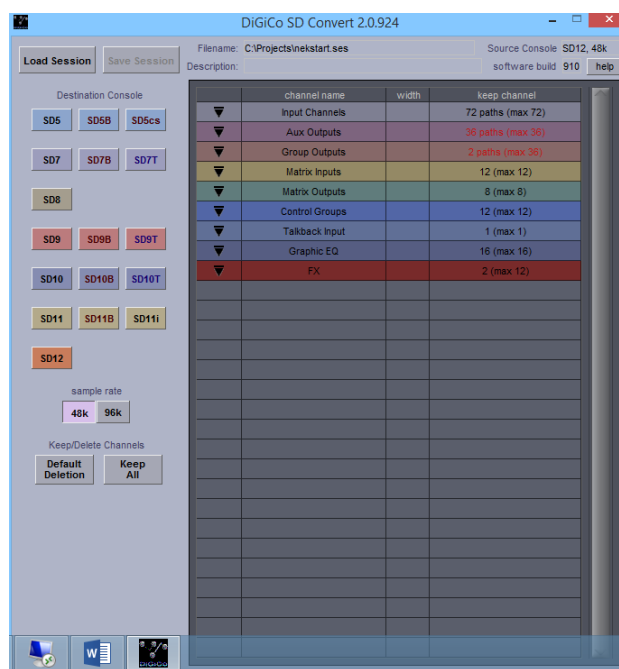 DiGiCo SD Convert 2.0.924
Load Session Save Session
Filename: C:\Projects\nekstart.ses
Source Console SD12, 48k
Description:
software build 910 help
Destination Console
SD5 SD5B SD5cs
SD7 SD7B SD7T
SD8
SD9 SD9B SD9T
SD10 SD10B SD10T
SD11 SD11B SD11i
SD12
sample rate
48k 96k
Keep/Delete Channels
Default Deletion
Keep All
channel name width keep channel
Input Channels 72 paths (max 72)
Aux Outputs 36 paths (max 36)
Group Outputs 2 paths (max 36)
Matrix Inputs 12 (max 12)
Matrix Outputs 8 (max 8)
Control Groups 12 (max 12)
Talkback Input 1 (max 1)
Graphic EQ 16 (max 16)
FX 2 (max 12)
W
DiGiCo